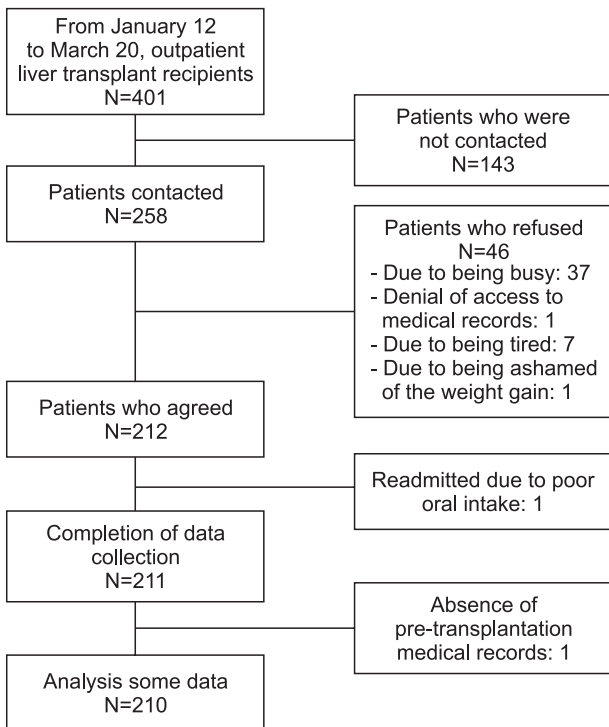 From January 12
to March 20, outpatient
liver transplant recipients
N=401
Patients who were
not contacted
N=143
Patients contacted
N=258
Patients who refused
N=46
- Due to being busy: 37
- Denial of access to
medical records: 1
- Due to being tired: 7
- Due to being ashamed
of the weight gain: 1
Patients who agreed
N=212
Readmitted due to poor
oral intake: 1
Completion of data
collection
N=211
Absence of
pre-transplantation
medical records: 1
Analysis some data
N=210